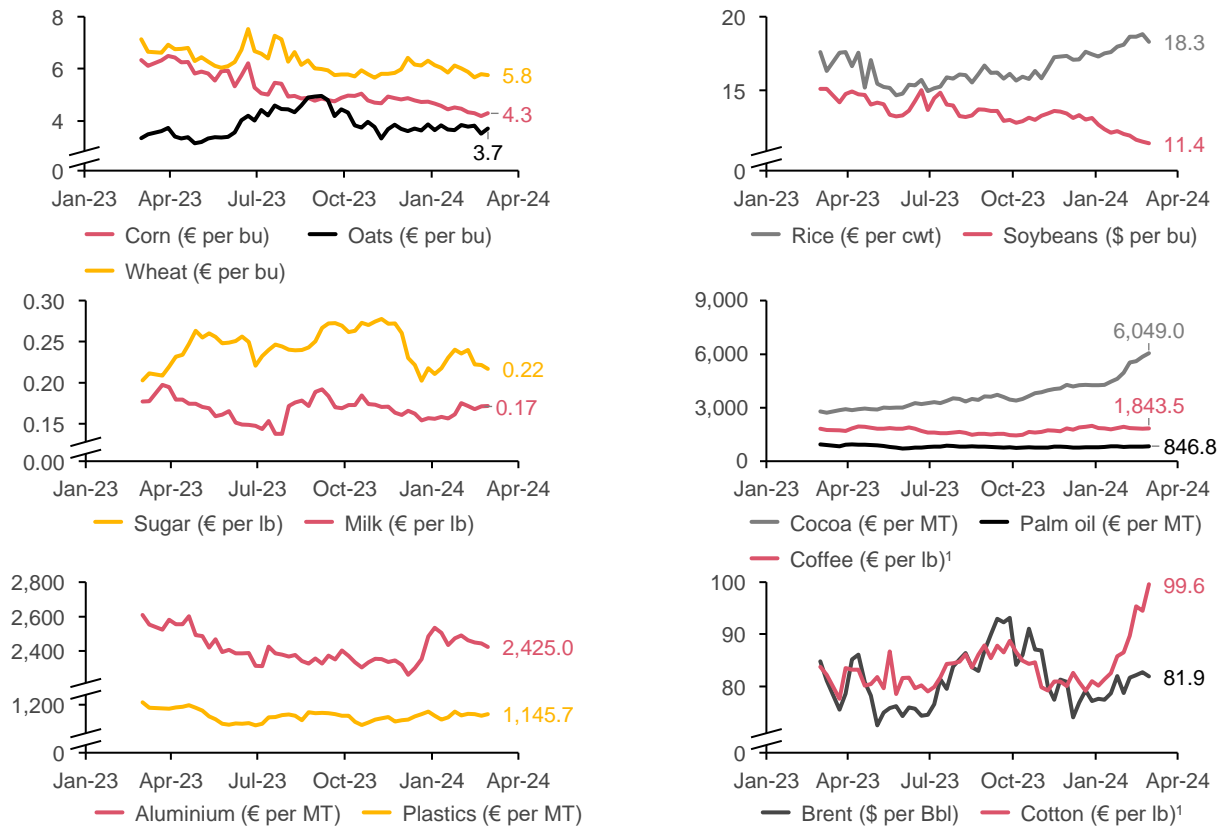 8
6
4
0
5.8
4.3
3.7
Jan-23 Apr-23 Jul-23 Oct-23 Jan-24 Apr-24
Corn (€ per bu) Oats (€ per bu)
Wheat (€ per bu)
20
15
0
18.3
11.4
Jan-23 Apr-23 Jul-23 Oct-23 Jan-24 Apr-24
Rice (€ per cwt) Soybeans ($ per bu)
0.30
0.25
0.20
0.15
0.00
0.22
0.17
Jan-23 Apr-23 Jul-23 Oct-23 Jan-24 Apr-24
Sugar (€ per lb) Milk (€ per lb)
9,000
6,000
3,000
0
6,049.0
1,843.5
846.8
Jan-23 Apr-23 Jul-23 Oct-23 Jan-24 Apr-24
Cocoa (€ per MT) Palm oil (€ per MT)
Coffee (€ per lb)¹
2,800
2,600
2,400
1,200
0
2,425.0
1,145.7
Jan-23 Apr-23 Jul-23 Oct-23 Jan-24 Apr-24
Aluminium (€ per MT) Plastics (€ per MT)
100
90
80
0
99.6
81.9
Jan-23 Apr-23 Jul-23 Oct-23 Jan-24 Apr-24
Brent ($ per Bbl) Cotton (€ per lb)¹